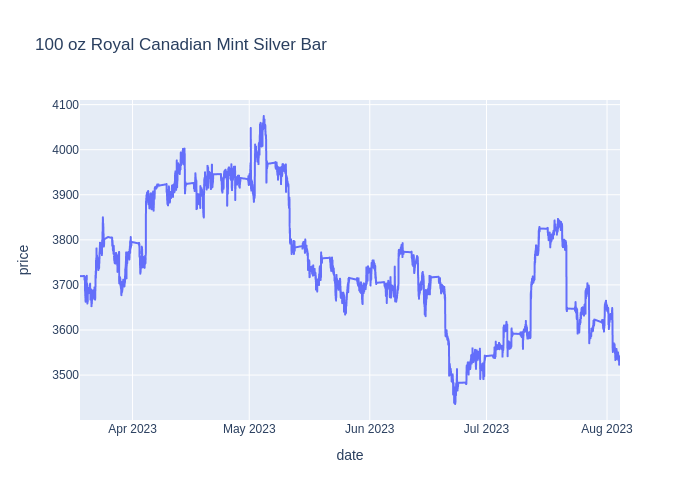 100 oz Royal Canadian Mint Silver Bar
4100
4000
3900
3800
3700
3600
3500
price
Apr 2023
May 2023
Jun 2023
Jul 2023
Aug 2023
date